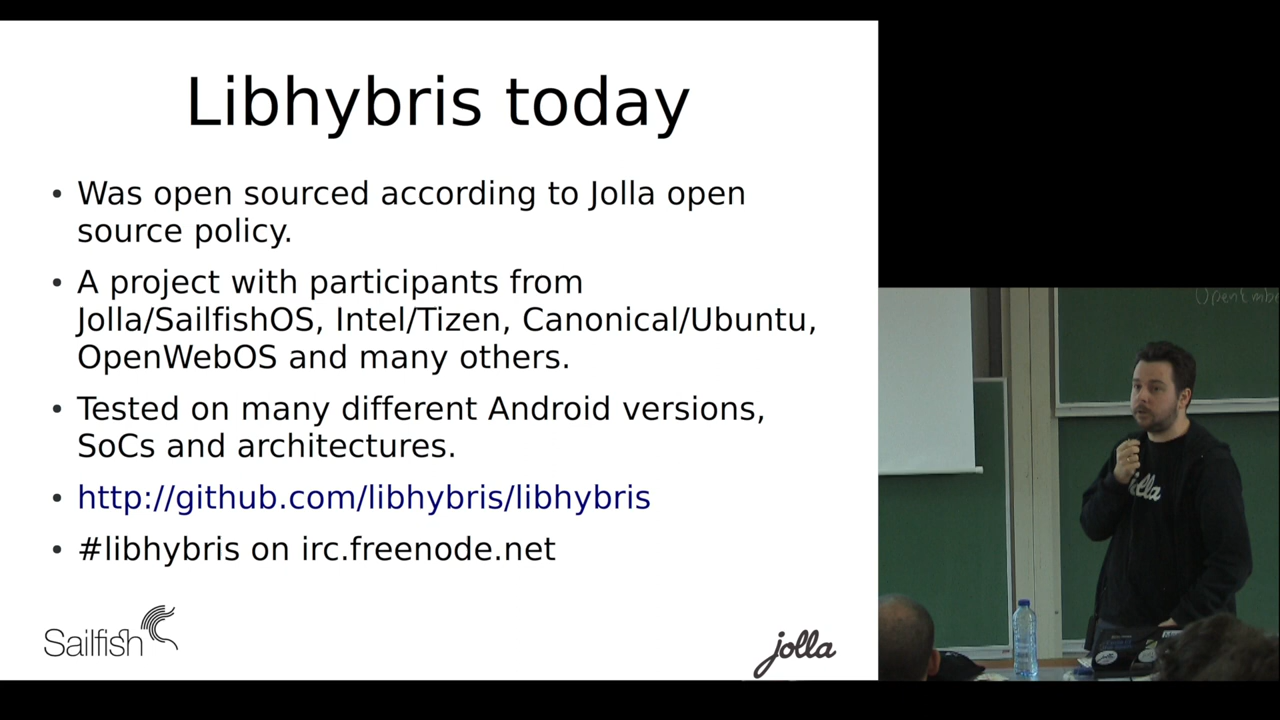 Libhybris today
• Was open sourced according to Jolla open
source policy.
• A project with participants from
Jolla/SailfishOS, Intel/Tizen, Canonical/Ubuntu,
OpenWebOS and many others.
• Tested on many different Android versions,
SoCs and architectures.
• http://github.com/libhybris/libhybris
• #libhybris on irc.freenode.net
Sailfish
jolla
OpenEmb
jolla